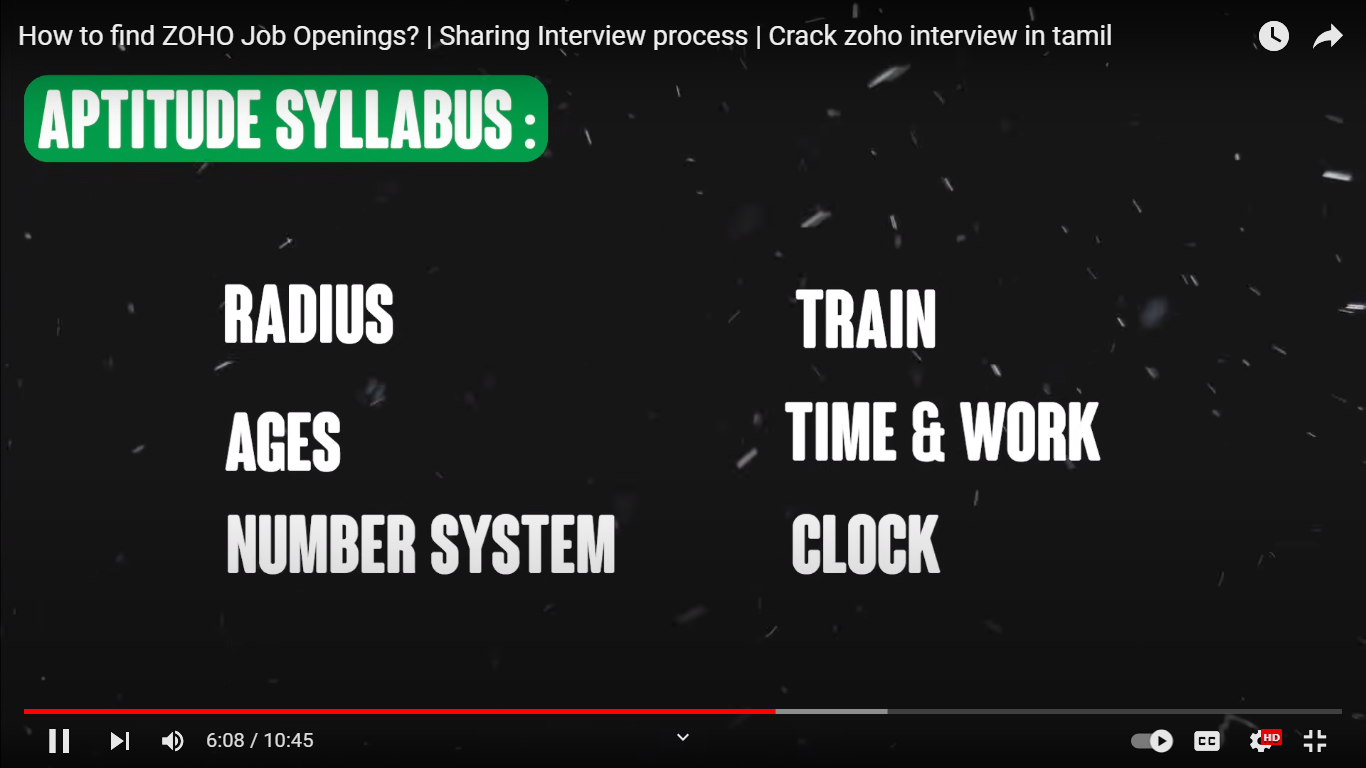 How to find ZOHO Job Openings? | Sharing Interview process | Crack zoho interview in tamil
APTITUDE SYLLABUS :
RADIUS
TRAIN
AGES
TIME & WORK
NUMBER SYSTEM
CLOCK
6:08 / 10:45
CC
HD